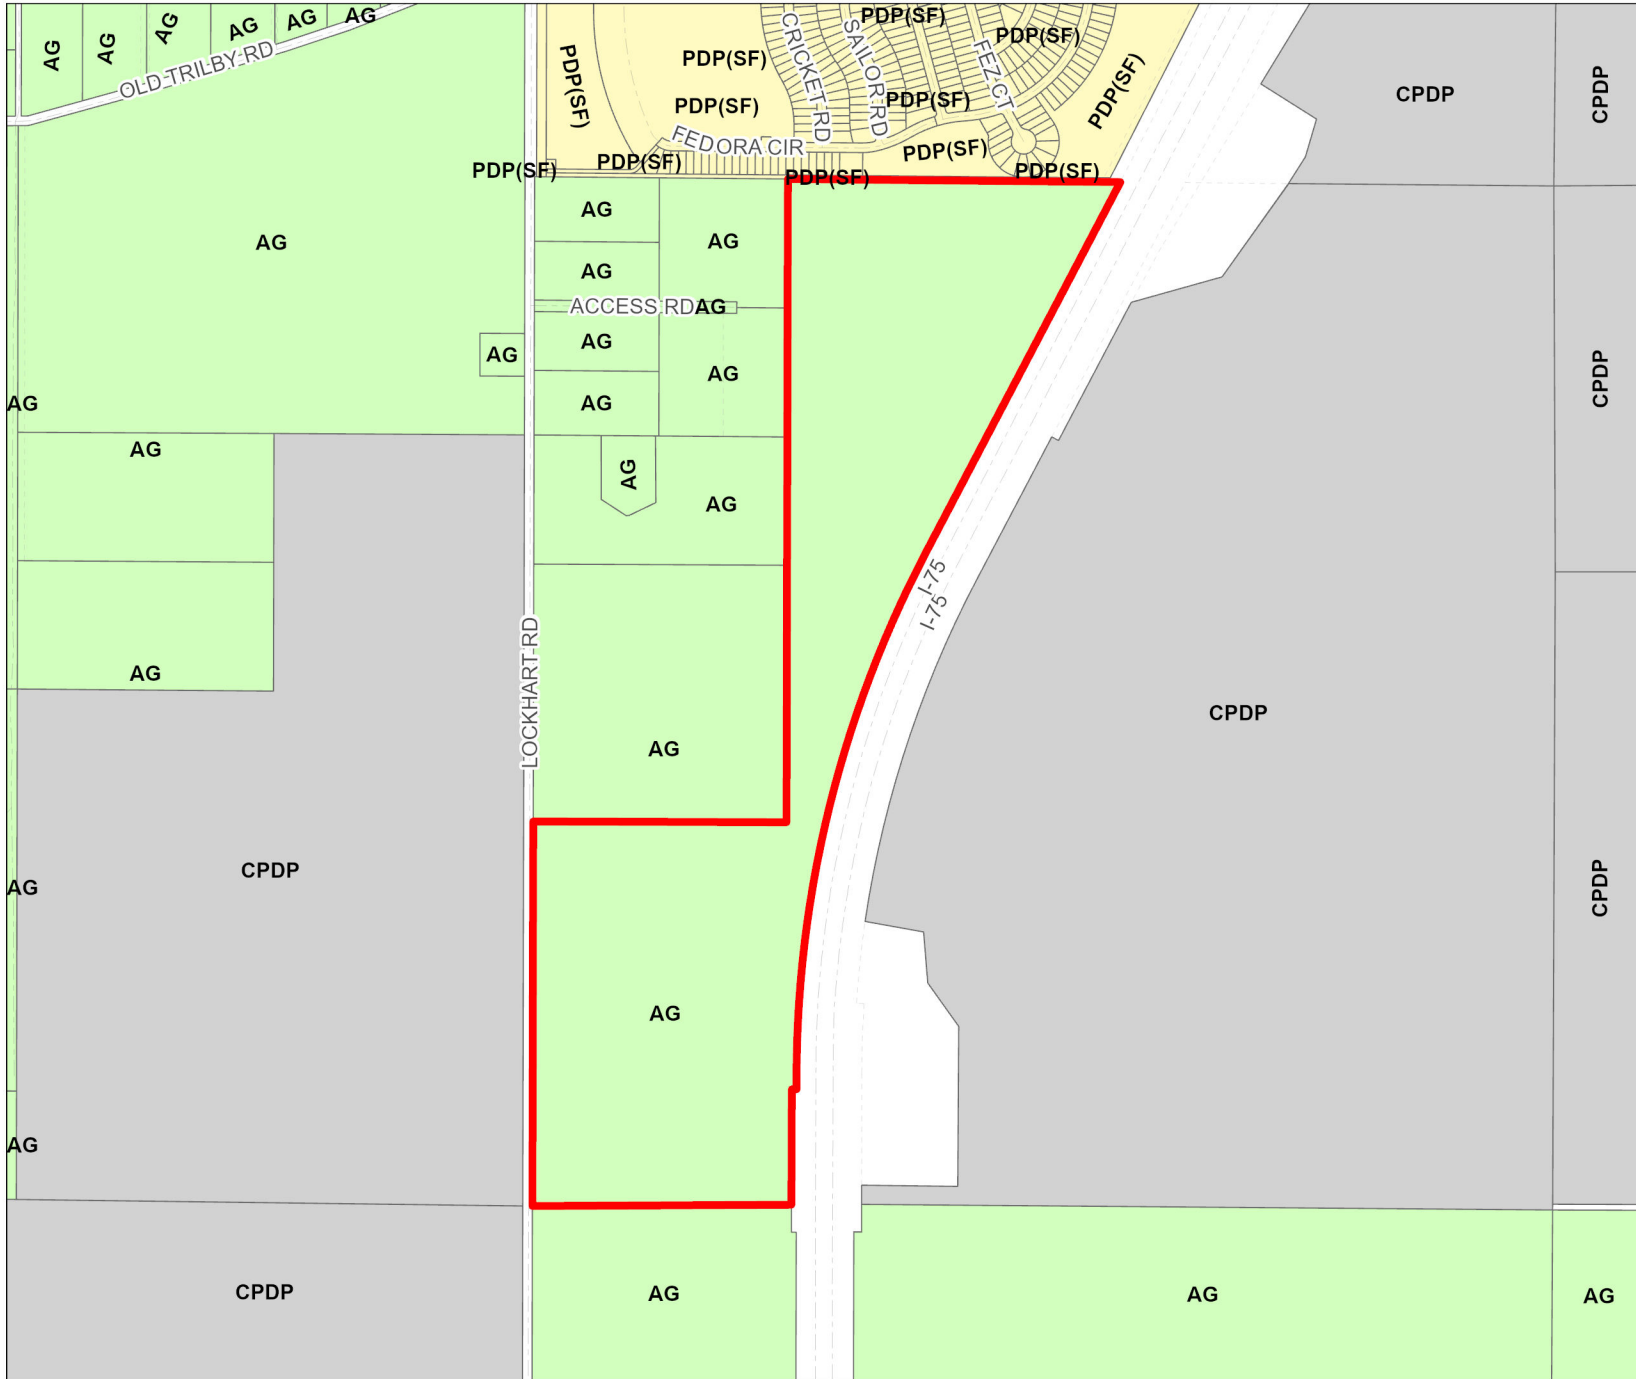 AG
AG
AG
AG
AG
AG
OLD TRILBY RD
PDP(SF)
PDP(SF)
PDP(SF)
CRICKET RD
SAILOR RD
PDP(SF)
PDP(SF)
FEZ CT
PDP(SF)
PDP(SF)
CPDP
CPDP
FEDORA CIR
PDP(SF)
PDP(SF)
PDP(SF)
PDP(SF)
PDP(SF)
AG
AG
AG
AG
ACCESS RD
AG
AG
AG
AG
AG
AG
CPDP
AG
AG
AG
I-75
I-75
LOCKHART RD
AG
AG
CPDP
CPDP
AG
CPDP
AG
AG
CPDP
AG
AG
AG